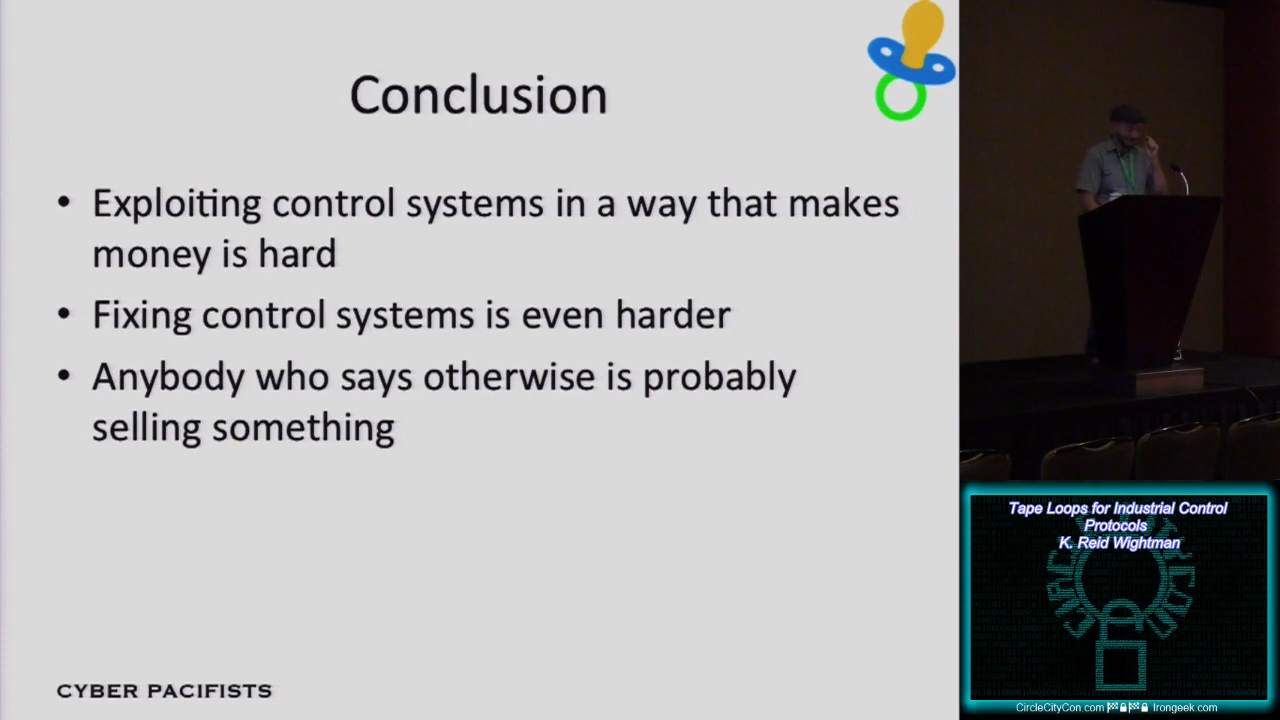 Conclusion
• Exploiting control systems in a way that makes
money is hard
• Fixing control systems is even harder
• Anybody who says otherwise is probably
selling something
CYBER PACIFISTS
Tape Loops for Industrial Control
Protocols
K. Reid Wightman
CircleCityCon.com Irongeek.com